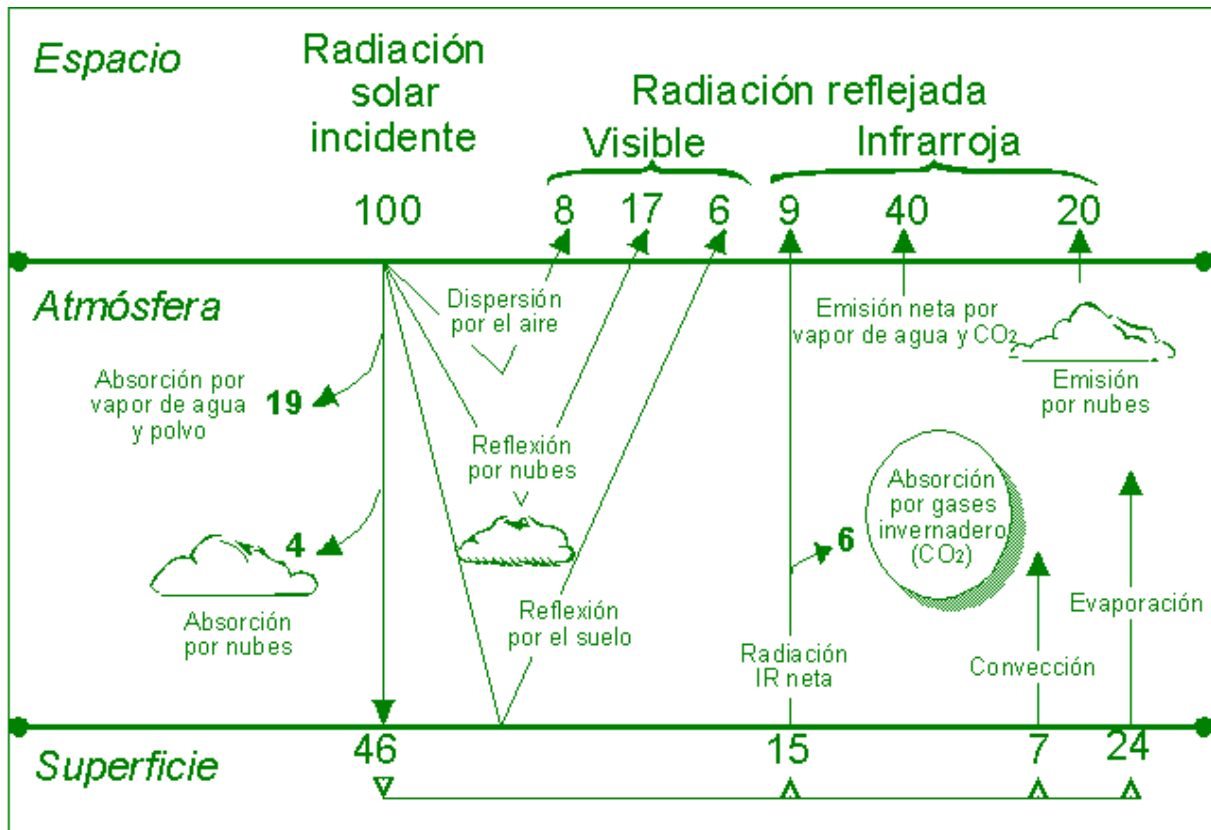 Espacio
Radiación
solar
incidente
Radiación reflejada
Visible
Infrarroja
100
8
17
6
9
40
20
Atmósfera
Dispersión
por el aire
Emisión neta por
vapor de agua y CO2
Emisión
por nubes
Absorción por
vapor de agua
y polvo
19
Reflexión
por nubes
Absorción
por gases
invernadero
(CO2)
6
4
Absorción
por nubes
Reflexión
por el suelo
Radiación
IR neta
Convección
Evaporación
Superficie
46
15
7
24